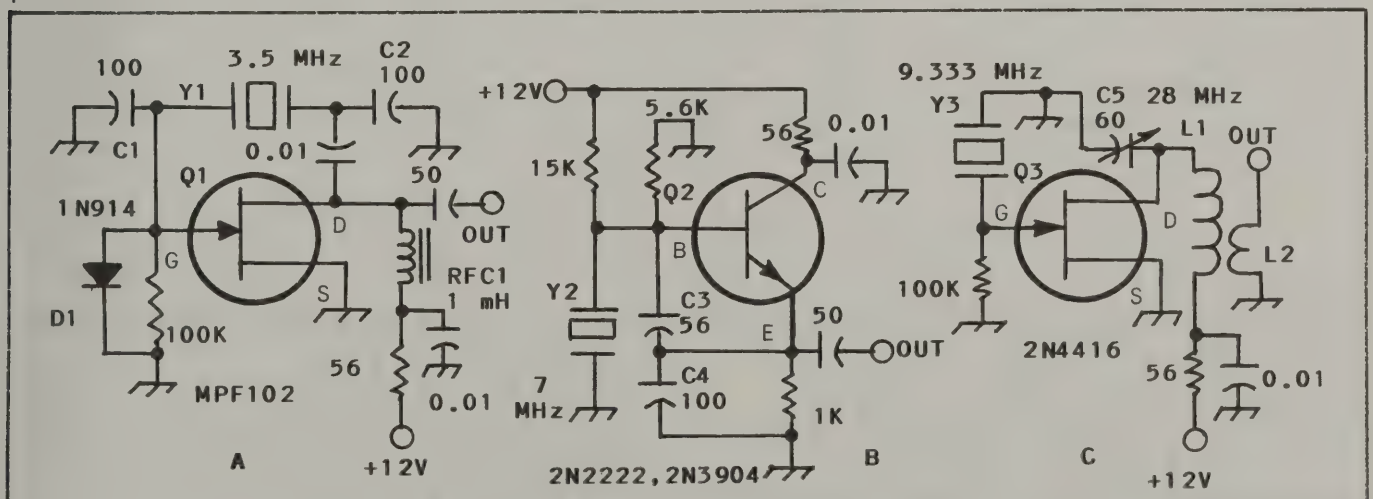 100
Y1
3.5 MHz
C2
100
C1
0.01
Q1
1N914
G
D
50
OUT
S
D1
100K
RFC1
1 mH
56
MPF102
0.01
A
+12V
+12V
5.6K
56
0.01
15K
Q2
C
B
Y2
C3
56
E
50
OUT
7
MHz
C4
100
1K
2N2222,2N3904
B
9.333 MHz
Y3
C5
60
28 MHz
L1
OUT
Q3
G
D
L2
100K
S
2N4416
56
0.01
C
+12V